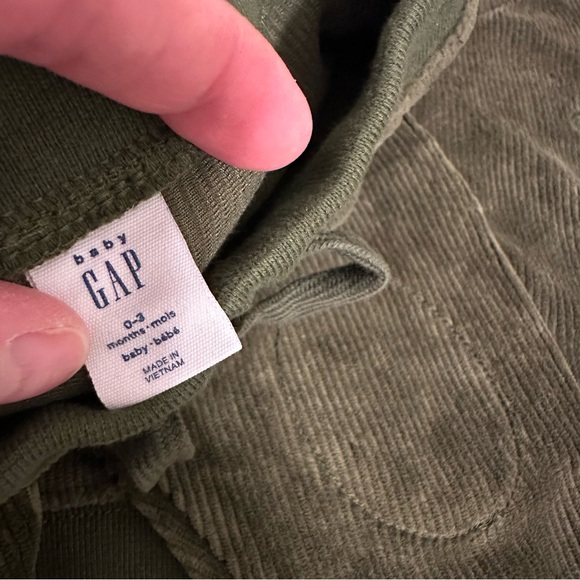 baby
GAP
0-3
months·mois
baby·bébé
MADE IN
VIETNAM